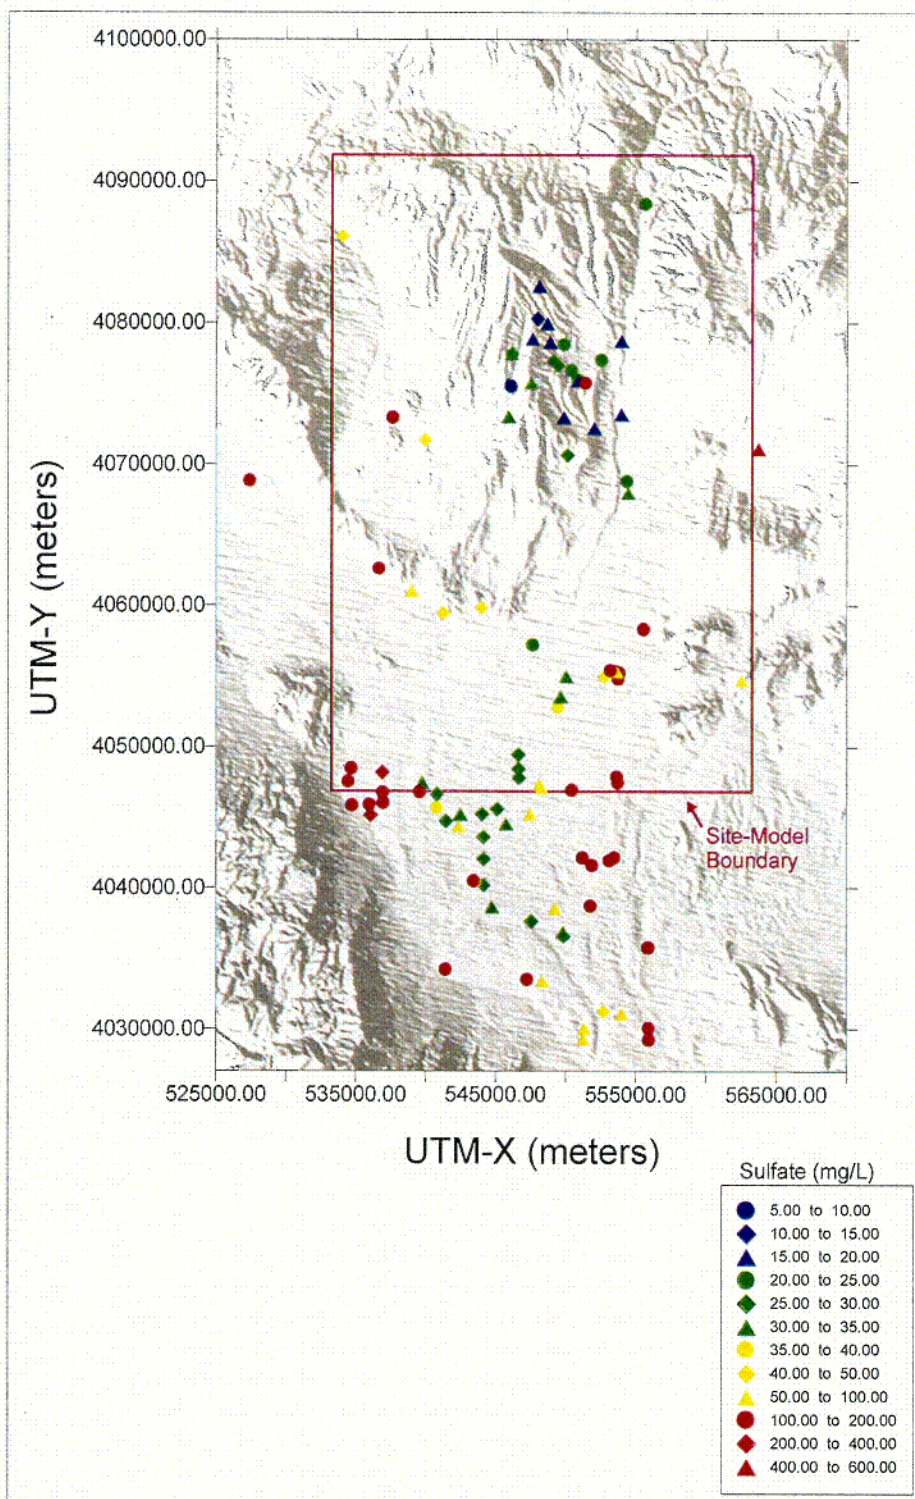 4100000.00
4090000.00
4080000.00
4070000.00
4060000.00
4050000.00
4040000.00
4030000.00
UTM-Y (meters)
Site-Model
Boundary
525000.00 535000.00 545000.00 555000.00 565000.00
UTM-X (meters)
Sulfate (mg/L)
5.00 to 10.00
10.00 to 15.00
15.00 to 20.00
20.00 to 25.00
25.00 to 30.00
30.00 to 35.00
35.00 to 40.00
40.00 to 50.00
50.00 to 100.00
100.00 to 200.00
200.00 to 400.00
400.00 to 600.00